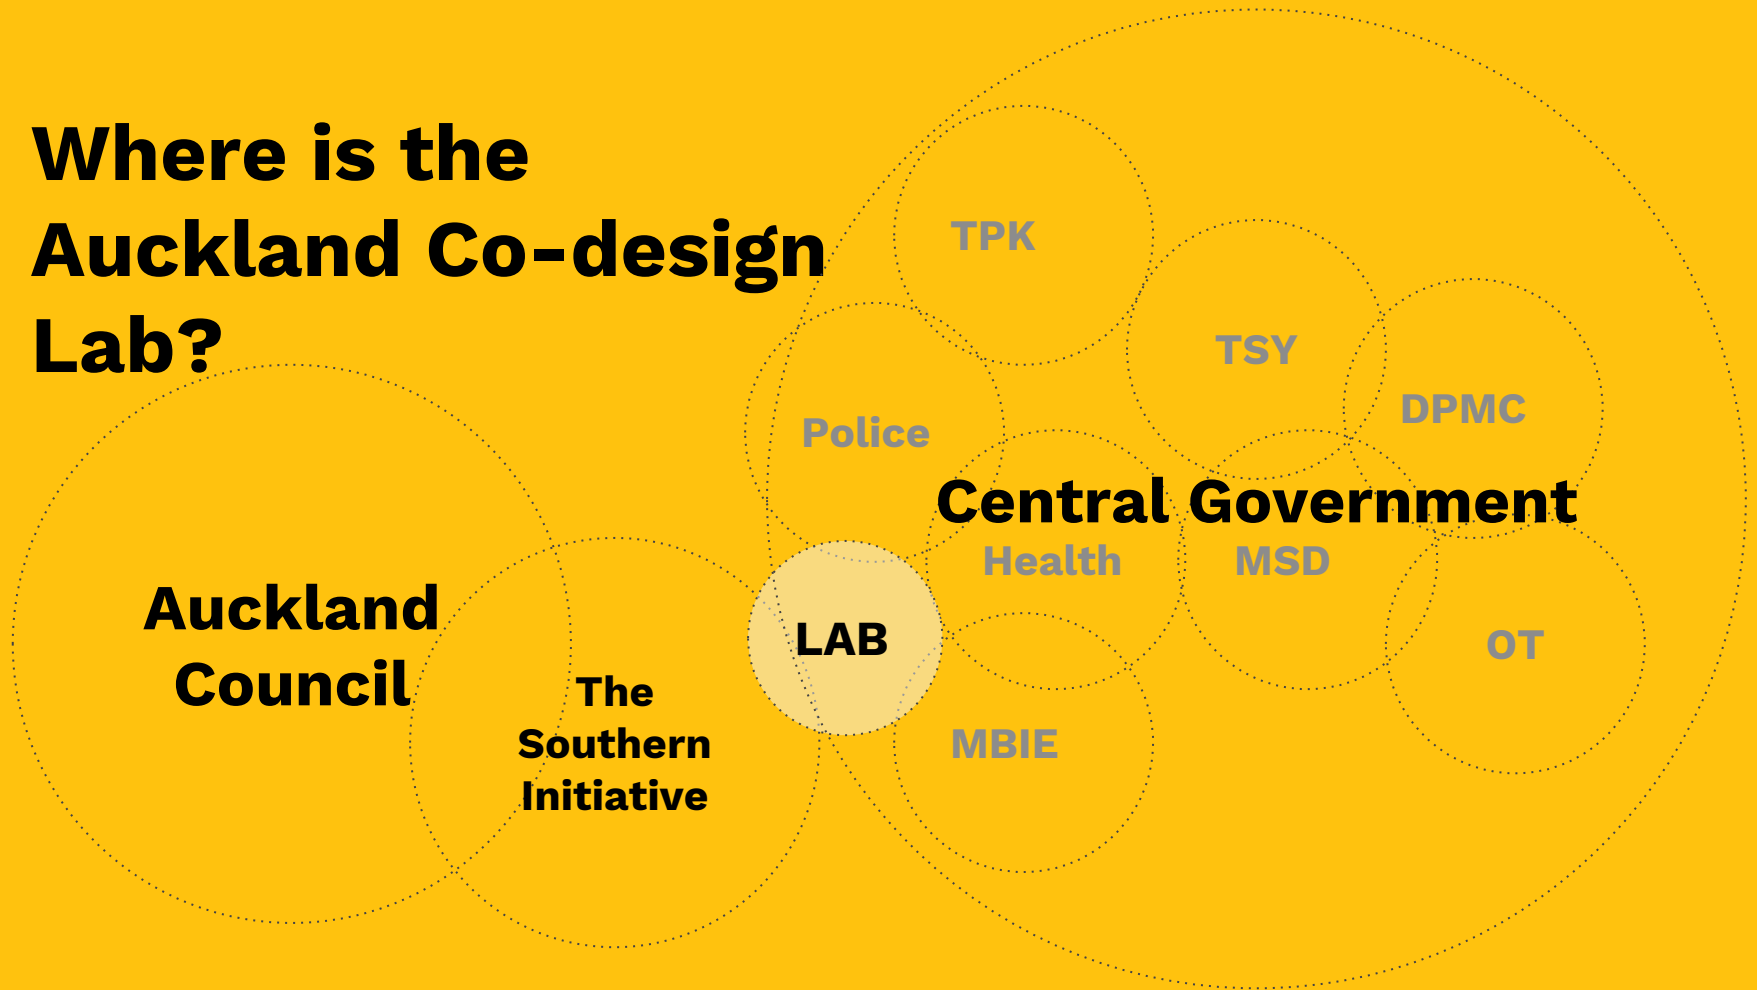 Where is the
Auckland Co-design
Lab?
TPK
TSY
DPMC
Police
Central Government
Health
MSD
OT
MBIE
LAB
Auckland
Council
The
Southern
Initiative